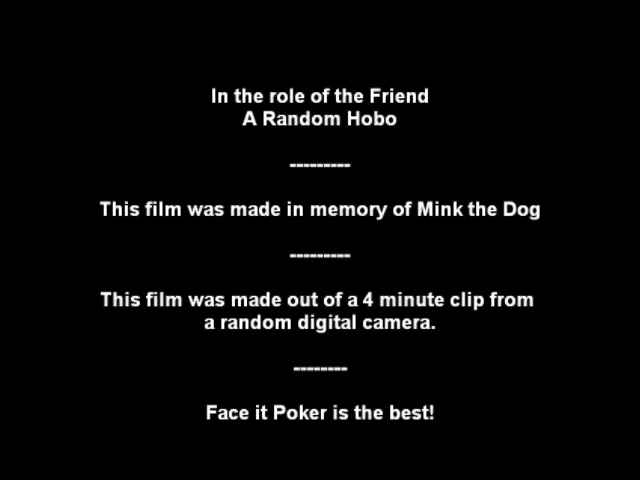 In the role of the Friend
A Random Hobo
---------
This film was made in memory of Mink the Dog
---------
This film was made out of a 4 minute clip from
a random digital camera.
--------
Face it Poker is the best!